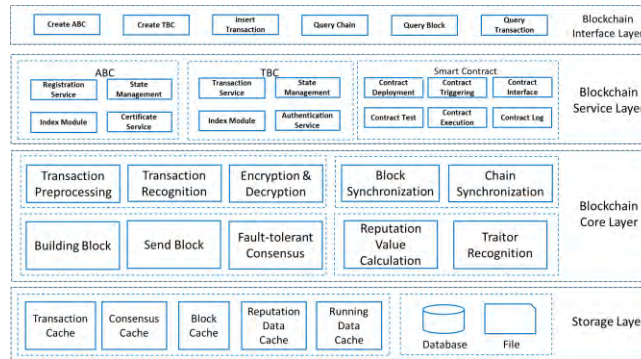 Create ABC
Create TBC
Insert
Transaction
Query Chain
Query Block
Query
Transaction
Blockchain
Interface Layer
ABC
Registration
Service
State
Management
Index Module
Certificate
Service
TBC
Transaction
Service
State
Management
Index Module
Authentication
Service
Smart Contract
Contract
Deployment
Contract
Triggering
Contract
Interface
Contract Test
Contract
Execution
Contract Log
Blockchain
Service Layer
Transaction
Preprocessing
Transaction
Recognition
Encryption &
Decryption
Block
Synchronization
Chain
Synchronization
Building Block
Send Block
Fault-tolerant
Consensus
Reputation
Value
Calculation
Traitor
Recognition
Blockchain
Core Layer
Transaction
Cache
Consensus
Cache
Block
Cache
Reputation
Data
Cache
Running
Data
Cache
Database
File
Storage Layer